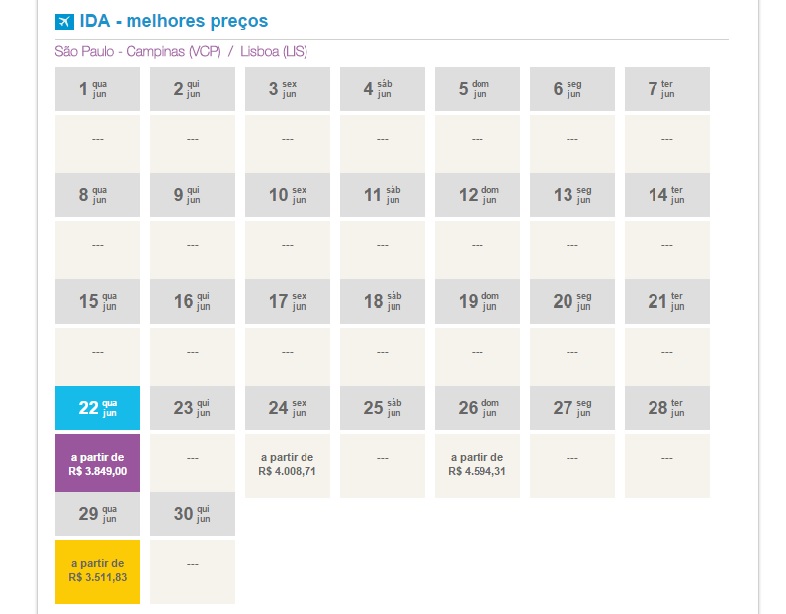 IDA - melhores preços
São Paulo - Campinas (VCP) / Lisboa (LIS)
1 qua jun 2 qui jun 3 sex jun 4 sáb jun 5 dom jun 6 seg jun 7 ter jun
--- --- --- --- --- --- ---
8 qua jun 9 qui jun 10 sex jun 11 sáb jun 12 dom jun 13 seg jun 14 ter jun
--- --- --- --- --- --- ---
15 qua jun 16 qui jun 17 sex jun 18 sáb jun 19 dom jun 20 seg jun 21 ter jun
--- --- --- --- --- --- ---
22 qua jun 23 qui jun 24 sex jun 25 sáb jun 26 dom jun 27 seg jun 28 ter jun
a partir de --- a partir de --- a partir de --- ---
R$ 3.849,00 R$ 4.008,71 R$ 4.594,31
29 qua jun 30 qui jun
a partir de ---
R$ 3.511,83